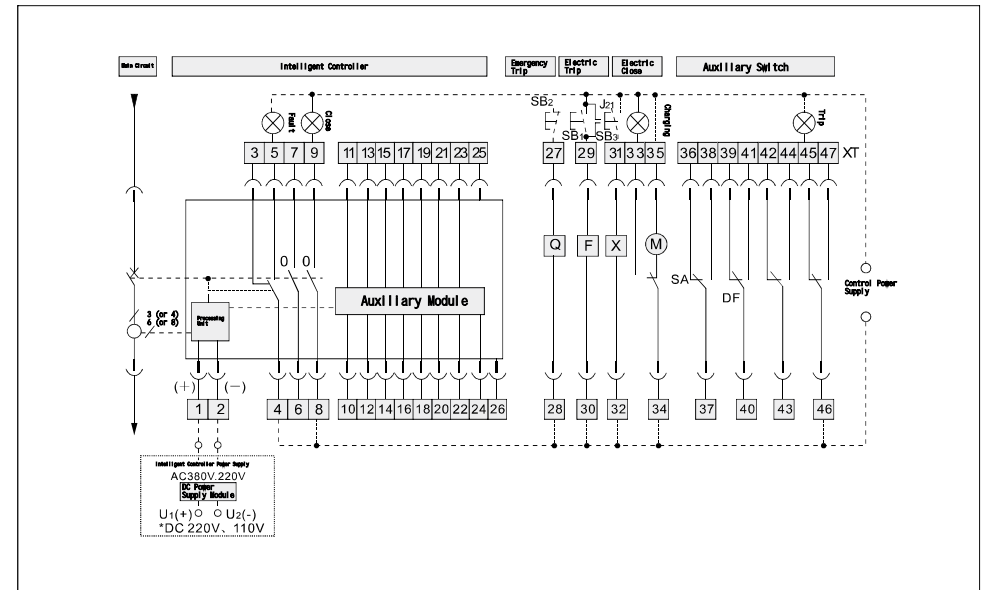 Main Circuit
Intelligent Controller
Emergency Trip
Electric Trip
Electric Close
Auxiliary Switch
Fault
Close
SB2
SB1
J21
SB3
Charging
Trip
3 5 7 9 11 13 15 17 19 21 23 25 27 29 31 33 35 36 38 39 41 42 44 45 47 XT
Q F X M
0 0
SA
DF
Auxiliary Module
Control Power
Supply
3 (or 4)
6 (or 8)
Processing
Unit
(+) (—)
1 2 4 6 8 10 12 14 16 18 20 22 24 26 28 30 32 34 37 40 43 46
Intelligent Controller Power Supply
AC380V.220V
DC Power
Supply Module
U1(+) U2(-)
*DC 220V、110V